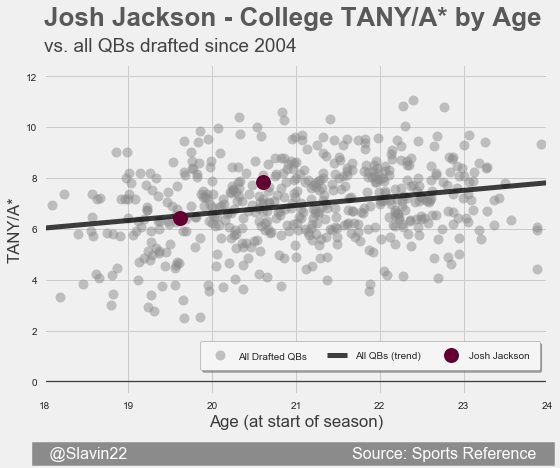 Josh Jackson - College TANY/A* by Age
vs. all QBs drafted since 2004
12
10
8
6
4
2
0
TANY/A*
All Drafted QBs
All QBs (trend)
Josh Jackson
18 19 20 21 22 23 24
Age (at start of season)
@Slavin22 Source: Sports Reference